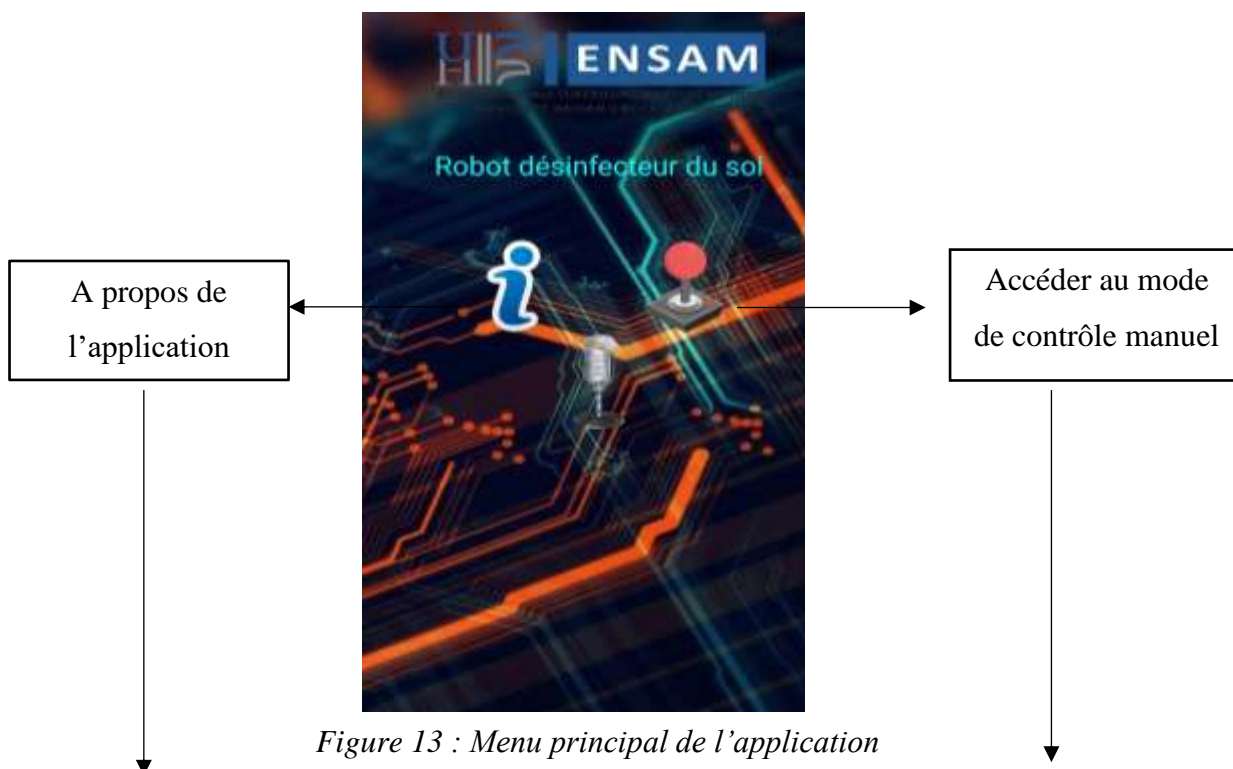 ENSAM
Robot désinfecteur du sol
A propos de
l’application
Accéder au mode
de contrôle manuel
Figure 13 : Menu principal de l’application